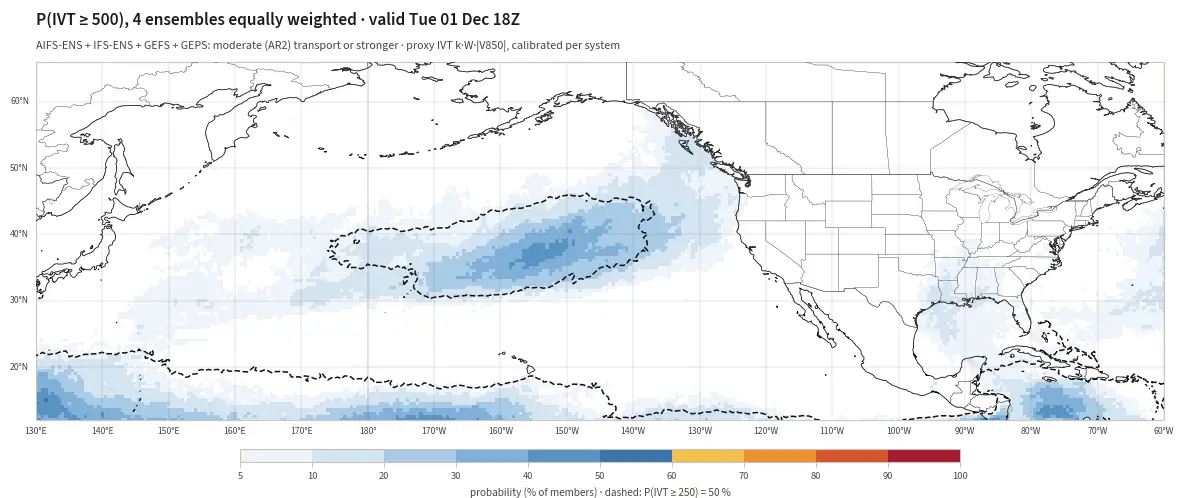 P(IVT ≥ 500), 4 ensembles equally weighted · valid Tue 01 Dec 18Z
AIFS-ENS + IFS-ENS + GEFS + GEPS: moderate (AR2) transport or stronger · proxy IVT k·W·|V850|, calibrated per system
60°N
50°N
40°N
30°N
20°N
130°E 140°E 150°E 160°E 170°E 180° 170°W 160°W 150°W 140°W 130°W 120°W 110°W 100°W 90°W 80°W 70°W 60°W
5 10 20 30 40 50 60 70 80 90 100
probability (% of members) · dashed: P(IVT ≥ 250) = 50 %